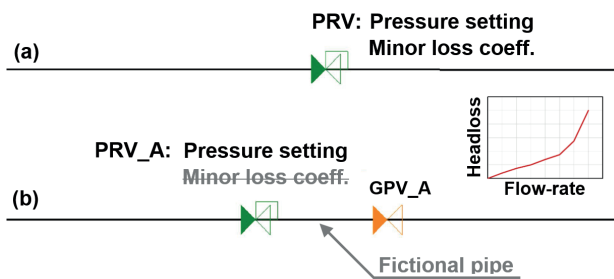 PRV: Pressure setting
Minor loss coeff.
(a)
Headloss
Flow-rate
PRV_A: Pressure setting
Minor loss coeff.
GPV_A
(b)
Fictional pipe